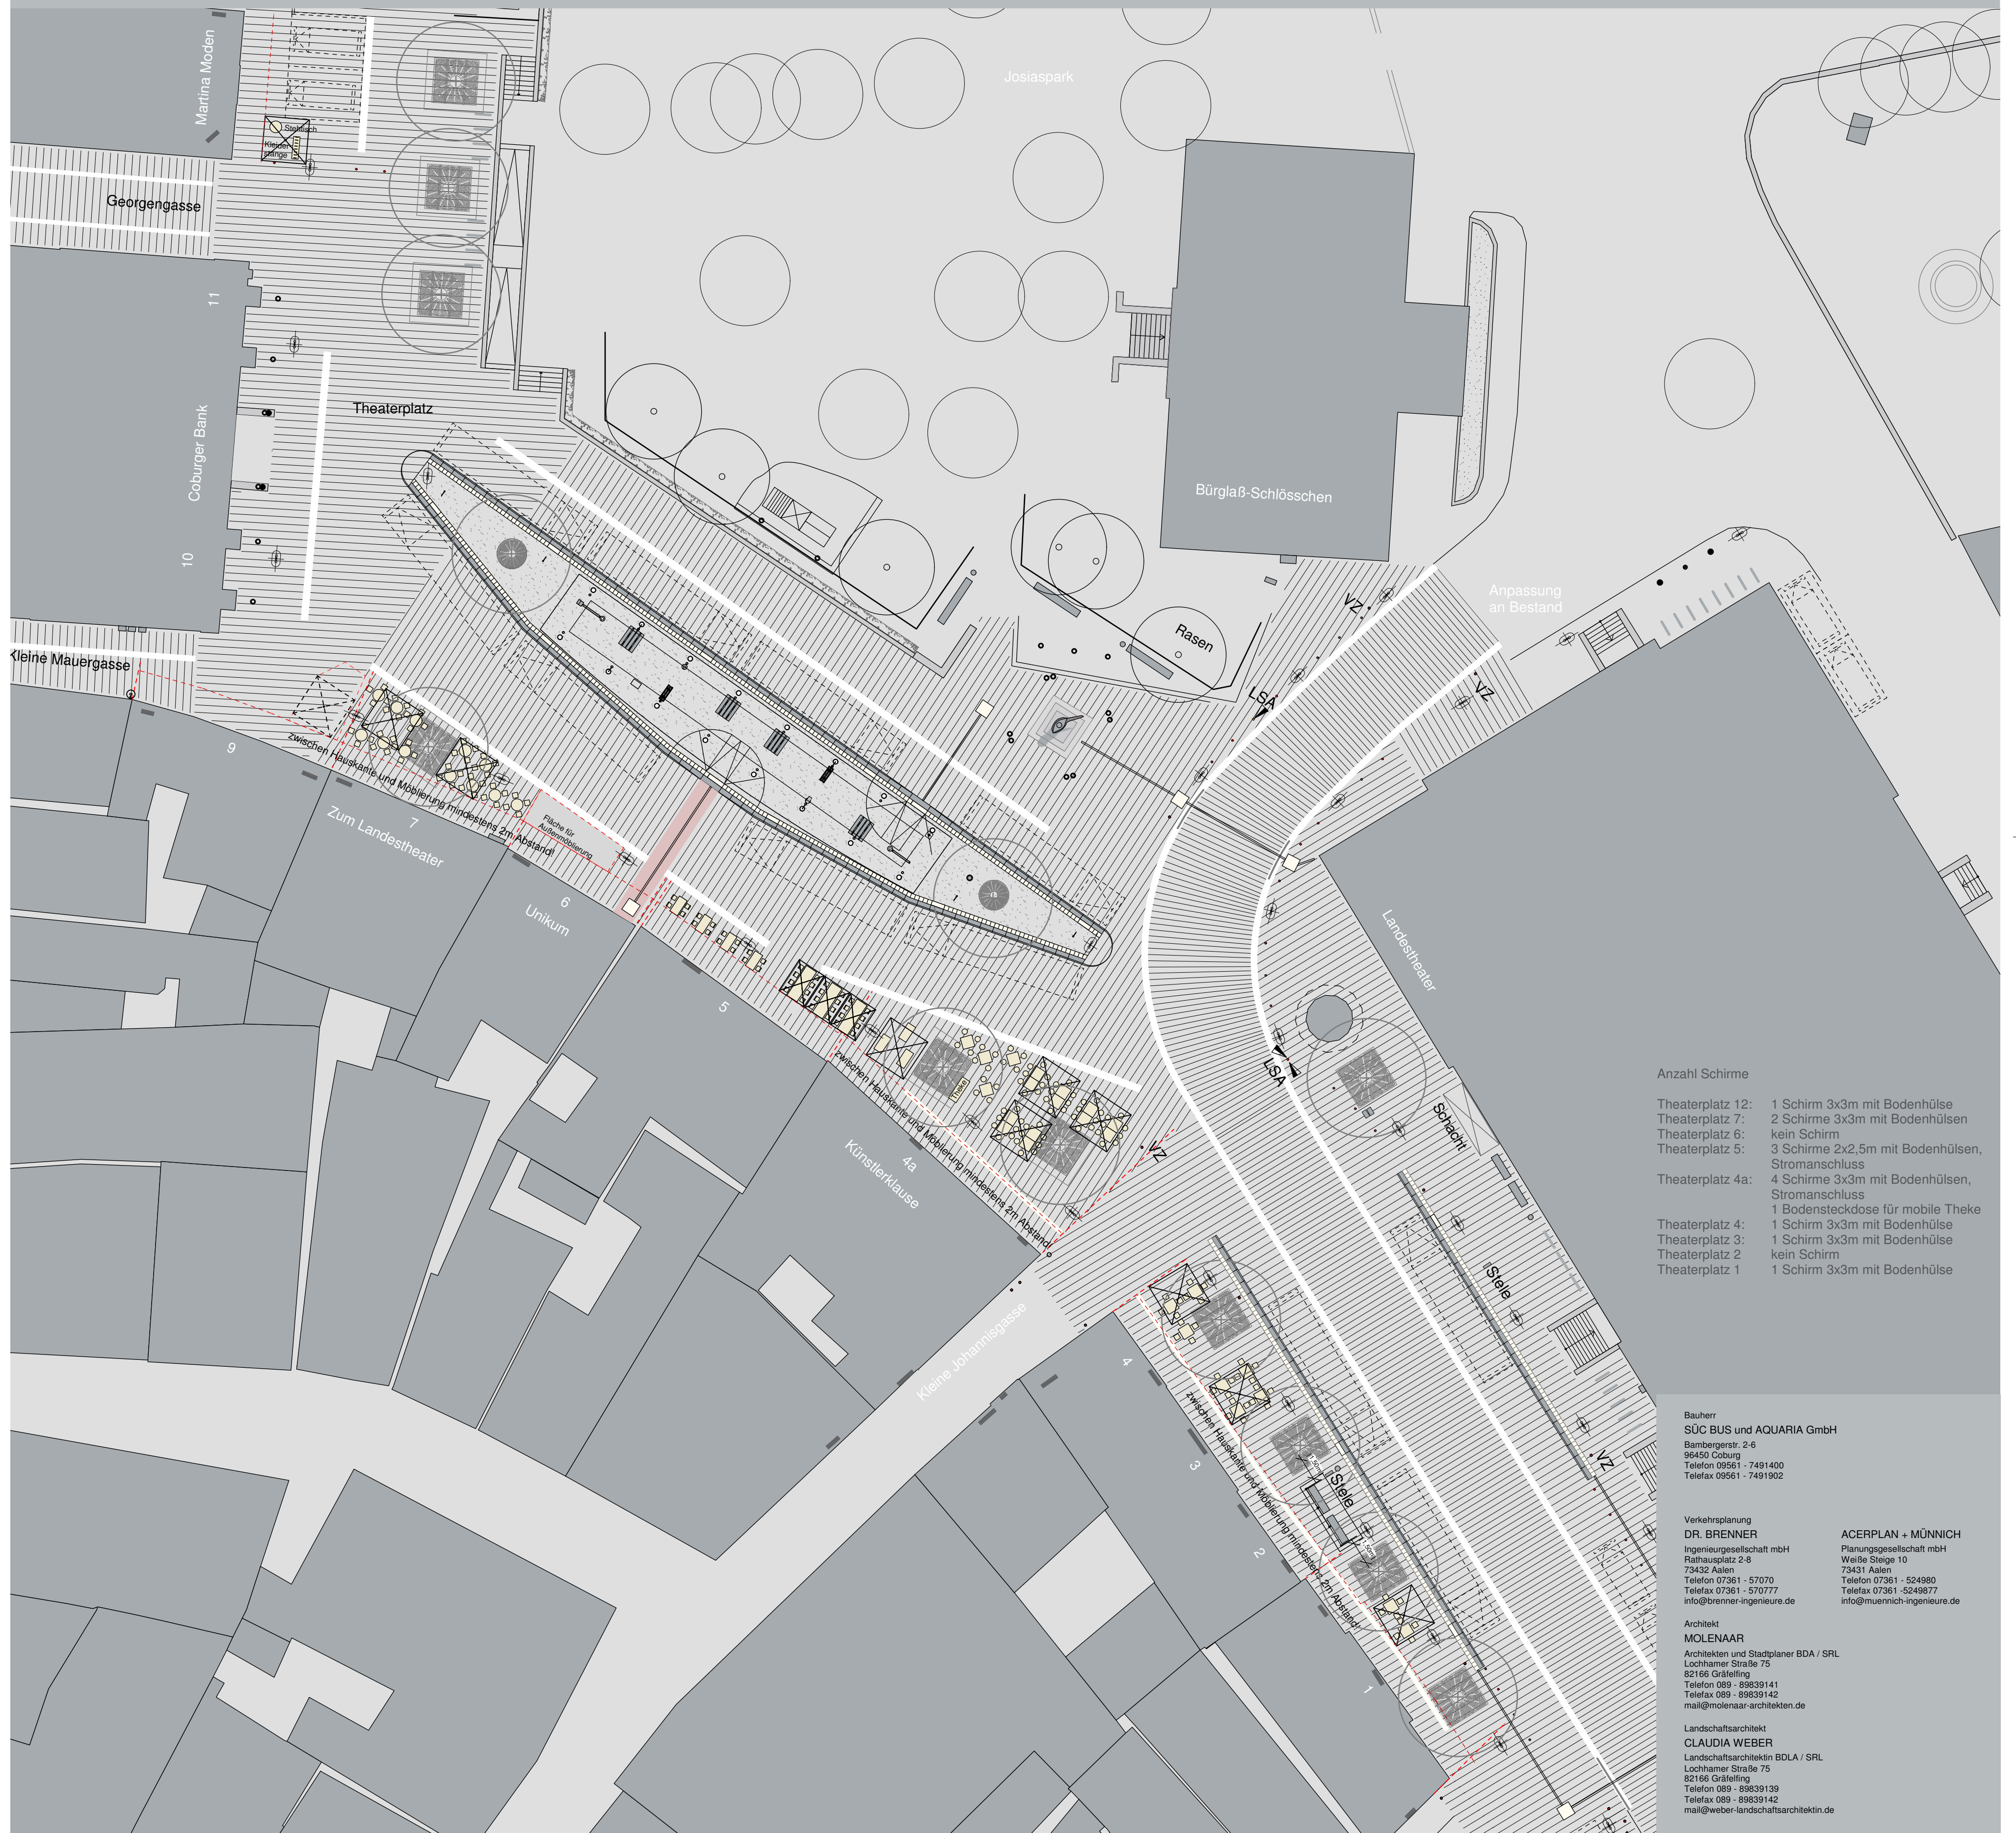 Martina Moden
Stehtisch
Kleider
stange
Josiaspark
Georgengasse
11
Theaterplatz
Coburger Bank
10
Bürglaß-Schlösschen
Anpassung
an Bestand
VZ
Rasen
LSA
VZ
Kleine Mauergasse
9
zwischen Hauskante und Möblierung mindestens 2m Abstand!
7
Zum Landestheater
Fläche für
Außenmöblierung
6
Unikum
5
Landestheater
LSA
Schacht
Theke
zwischen Hauskante und Möblierung mindestens 2m Abstand!
4a
Künstlerklause
VZ
Kleine Johannisgasse
Stele
4
zwischen Hauskante und Möblierung mindestens 2m Abstand!
3
Stele
2
1
VZ
Anzahl Schirme
Theaterplatz 12: 1 Schirm 3x3m mit Bodenhülse
Theaterplatz 7: 2 Schirme 3x3m mit Bodenhülsen
Theaterplatz 6: kein Schirm
Theaterplatz 5: 3 Schirme 2x2,5m mit Bodenhülsen,
Stromanschluss
Theaterplatz 4a: 4 Schirme 3x3m mit Bodenhülsen,
Stromanschluss
1 Bodensteckdose für mobile Theke
Theaterplatz 4: 1 Schirm 3x3m mit Bodenhülse
Theaterplatz 3: 1 Schirm 3x3m mit Bodenhülse
Theaterplatz 2 kein Schirm
Theaterplatz 1 1 Schirm 3x3m mit Bodenhülse
Bauherr
SÜC BUS und AQUARIA GmbH
Bambergerstr. 2-6
96450 Coburg
Telefon 09561 - 7491400
Telefax 09561 - 7491902
Verkehrsplanung
DR. BRENNER
Ingenieurgesellschaft mbH
Rathausplatz 2-8
73432 Aalen
Telefon 07361 - 57070
Telefax 07361 - 570777
info@brenner-ingenieure.de
ACERPLAN + MÜNNICH
Planungsgesellschaft mbH
Weiße Steige 10
73431 Aalen
Telefon 07361 - 524980
Telefax 07361 -5249877
info@muennich-ingenieure.de
Architekt
MOLENAAR
Architekten und Stadtplaner BDA / SRL
Lochhamer Straße 75
82166 Gräfelfing
Telefon 089 - 89839141
Telefax 089 - 89839142
mail@molenaar-architekten.de
Landschaftsarchitekt
CLAUDIA WEBER
Landschaftsarchitektin BDLA / SRL
Lochhamer Straße 75
82166 Gräfelfing
Telefon 089 - 89839139
Telefax 089 - 89839142
mail@weber-landschaftsarchitektin.de